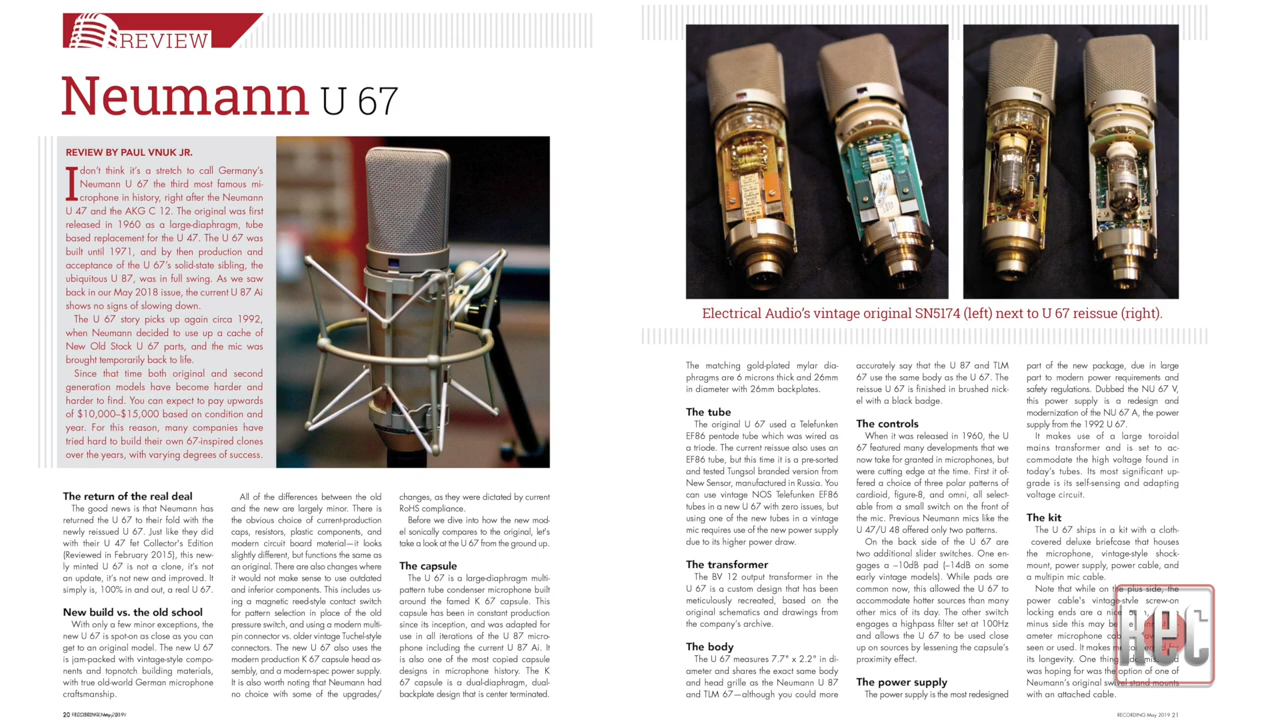 REVIEW
Neumann U 67
REVIEW BY PAUL VNUK JR.
I don't think it's a stretch to call Germany's
Neumann U 67 the third most famous mi-
crophone in history, right after the Neumann
U 47 and the AKG C 12. The original was first
released in 1960 as a large-diaphragm, tube
based replacement for the U 47. The U 67 was
built until 1971, and by then production and
acceptance of the U 67's solid-state sibling, the
ubiquitous U 87, was in full swing. As we saw
back in our May 2018 issue, the current U 87 Ai
shows no signs of slowing down.
The U 67 story picks up again circa 1992,
when Neumann decided to use up a cache of
New Old Stock U 67 parts, and the mic was
brought temporarily back to life.
Since that time both original and second
generation models have become harder and
harder to find. You can expect to pay upwards
of $10,000–$15,000 based on condition and
year. For this reason, many companies have
tried hard to build their own 67-inspired clones
over the years, with varying degrees of success.
The return of the real deal
The good news is that Neumann has
returned the U 67 to their fold with the
newly reissued U 67. Just like they did
with their U 47 fet Collector's Edition
(Reviewed in February 2015), this new-
ly minted U 67 is not a clone, it's not
an update, it's not new and improved. It
simply is, 100% in and out, a real U 67.
New build vs. the old school
With only a few minor exceptions, the
new U 67 is spot-on as close as you can
get to an original model. The new U 67
is jam-packed with vintage-style compo-
nents and topnotch building materials,
with true old-world German microphone
craftsmanship.
All of the differences between the old
and the new are largely minor. There is
the obvious choice of current-production
caps, resistors, plastic components, and
modern circuit board material—it looks
slightly different, but functions the same as
an original. There are also changes where
it would not make sense to use outdated
and inferior components. This includes us-
ing a magnetic reed-style contact switch
for pattern selection in place of the old
pressure switch, and using a modern multi-
pin connector vs. older vintage Tuchel-style
connectors. The new U 67 also uses the
modern production K 67 capsule head as-
sembly, and a modern-spec power supply.
It is also worth noting that Neumann had
no choice with some of the upgrades/
changes, as they were dictated by current
RoHS compliance.
Before we dive into how the new mod-
el sonically compares to the original, let's
take a look at the U 67 from the ground up.
The capsule
The U 67 is a large-diaphragm multi-
pattern tube condenser microphone built
around the famed K 67 capsule. This
capsule has been in constant production
since its inception, and was adapted for
use in all iterations of the U 87 micro-
phone including the current U 87 Ai. It
is also one of the most copied capsule
designs in microphone history. The K
67 capsule is a dual-diaphragm, dual-
backplate design that is center terminated.
20 RECORDING May 2019
Electrical Audio's vintage original SN5174 (left) next to U 67 reissue (right).
The matching gold-plated mylar dia-
phragms are 6 microns thick and 26mm
in diameter with 26mm backplates.
The tube
The original U 67 used a Telefunken
EF86 pentode tube which was wired as
a triode. The current reissue also uses an
EF86 tube, but this time it is a pre-sorted
and tested Tungsol branded version from
New Sensor, manufactured in Russia. You
can use vintage NOS Telefunken EF86
tubes in a new U 67 with zero issues, but
using one of the new tubes in a vintage
mic requires use of the new power supply
due to its higher power draw.
The transformer
The BV 12 output transformer in the
U 67 is a custom design that has been
meticulously recreated, based on the
original schematics and drawings from
the company's archive.
The body
The U 67 measures 7.7" x 2.2" in di-
ameter and shares the exact same body
and head grille as the Neumann U 87
and TLM 67—although you could more
accurately say that the U 87 and TLM
67 use the same body as the U 67. The
reissue U 67 is finished in brushed nick-
el with a black badge.
The controls
When it was released in 1960, the U
67 featured many developments that we
now take for granted in microphones, but
were cutting edge at the time. First it of-
fered a choice of three polar patterns of
cardioid, figure-8, and omni, all select-
able from a small switch on the front of
the mic. Previous Neumann mics like the
U 47/U 48 offered only two patterns.
On the back side of the U 67 are
two additional slider switches. One en-
gages a –10dB pad (–14dB on some
early vintage models). While pads are
common now, this allowed the U 67 to
accommodate hotter sources than many
other mics of its day. The other switch
engages a highpass filter set at 100Hz
and allows the U 67 to be used close
up on sources by lessening the capsule's
proximity effect.
The power supply
The power supply is the most redesigned
part of the new package, due in large
part to modern power requirements and
safety regulations. Dubbed the NU 67 V,
this power supply is a redesign and
modernization of the NU 67 A, the power
supply from the 1992 U 67.
It makes use of a large toroidal
mains transformer and is set to ac-
commodate the high voltage found in
today's tubes. Its most significant up-
grade is its self-sensing and adapting
voltage circuit.
The kit
The U 67 ships in a kit with a cloth-
covered deluxe briefcase that houses
the microphone, vintage-style shock-
mount, power supply, power cable, and
a multipin mic cable.
Note that while on the plus side, the
power cable's vintage-style screw-on
locking ends are a nice
minus side this may be
ameter microphone
seen or used. It makes me
its longevity. One thing
was hoping for was the option of one of
Neumann's original swivel stand mounts
with an attached cable.
RECORDING May 2019 21
REC